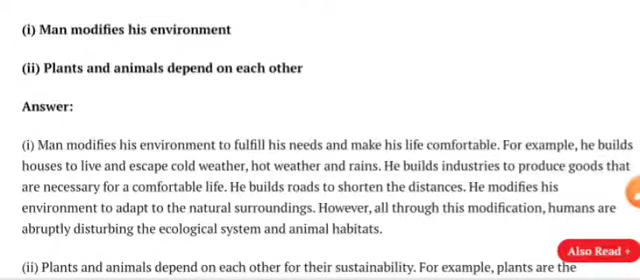 (i) Man modifies his environment
(ii) Plants and animals depend on each other
Answer:
(i) Man modifies his environment to fulfill his needs and make his life comfortable. For example, he builds
houses to live and escape cold weather, hot weather and rains. He builds industries to produce goods that
are necessary for a comfortable life. He builds roads to shorten the distances. He modifies his
environment to adapt to the natural surroundings. However, all through this modification, humans are
abruptly disturbing the ecological system and animal habitats.
Also Read +
(ii) Plants and animals depend on each other for their sustainability. For example, plants are the